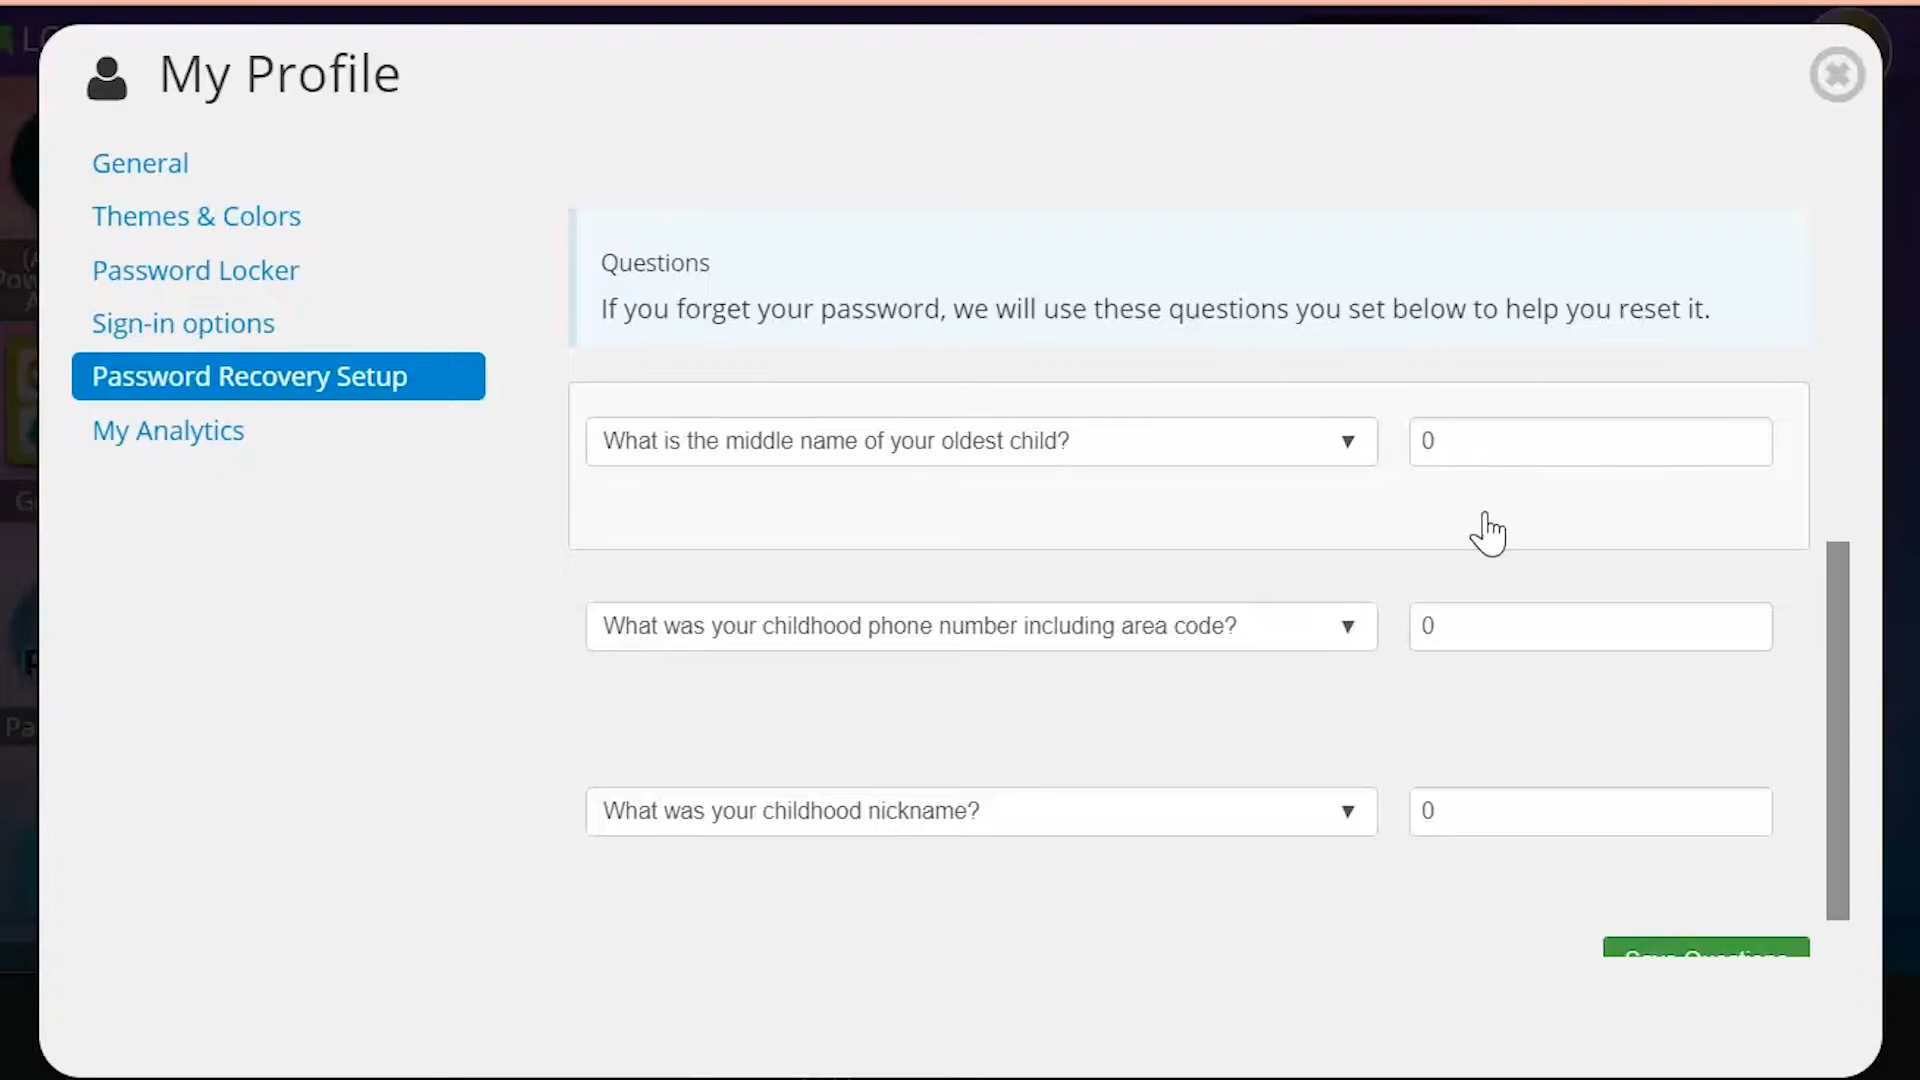 My Profile
General
Themes & Colors
Password Locker
Sign-in options
Password Recovery Setup
My Analytics
Questions
If you forget your password, we will use these questions you set below to help you reset it.
What is the middle name of your oldest child? 0
What was your childhood phone number including area code? 0
What was your childhood nickname? 0
Save Questions